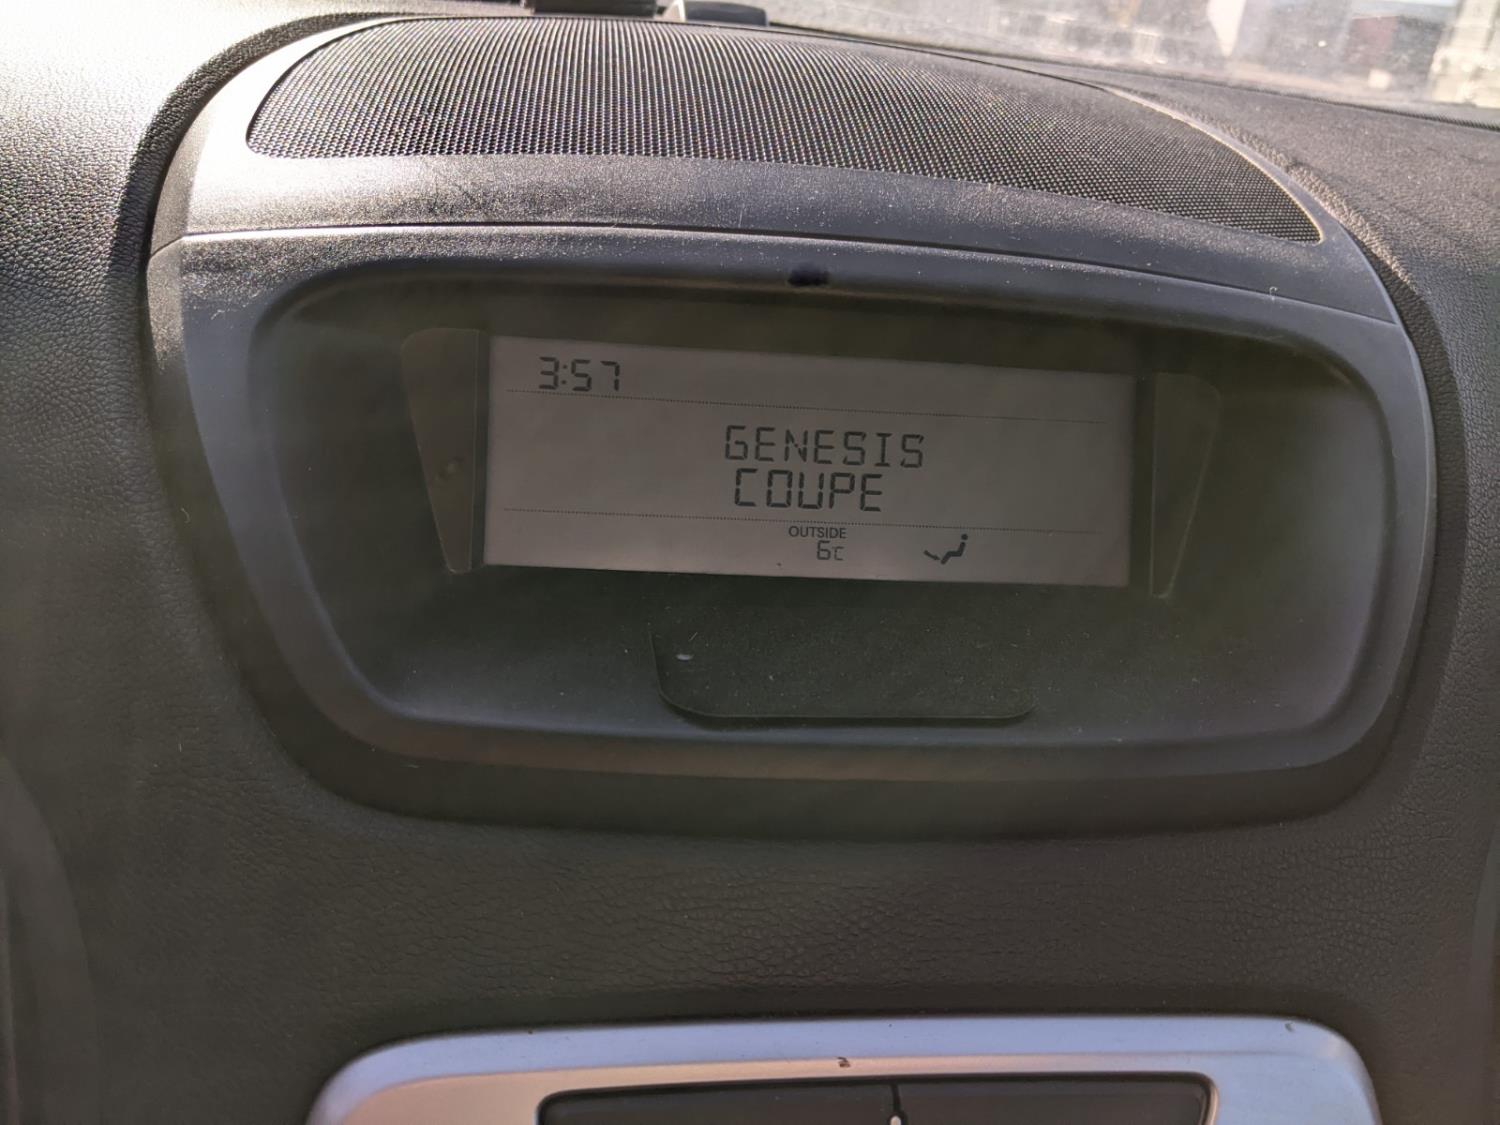 3:57
GENESIS
COUPE
OUTSIDE
6c